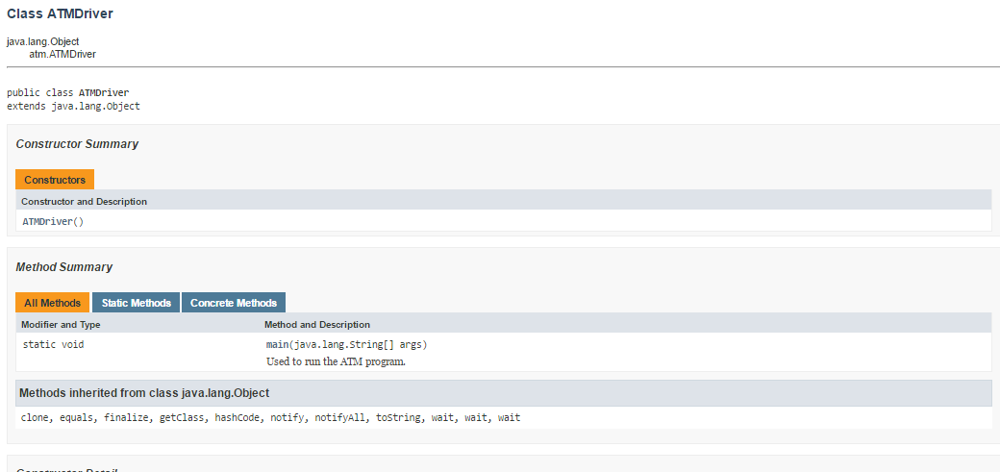 Class ATMDriver
java.lang.Object
atm.ATMDriver
public class ATMDriver
extends java.lang.Object
Constructor Summary
Constructors
Constructor and Description
ATMDriver()
Method Summary
All Methods Static Methods Concrete Methods
Modifier and Type Method and Description
static void main(java.lang.String[] args)
Used to run the ATM program.
Methods inherited from class java.lang.Object
clone, equals, finalize, getClass, hashCode, notify, notifyAll, toString, wait, wait, wait
Constructor Detail